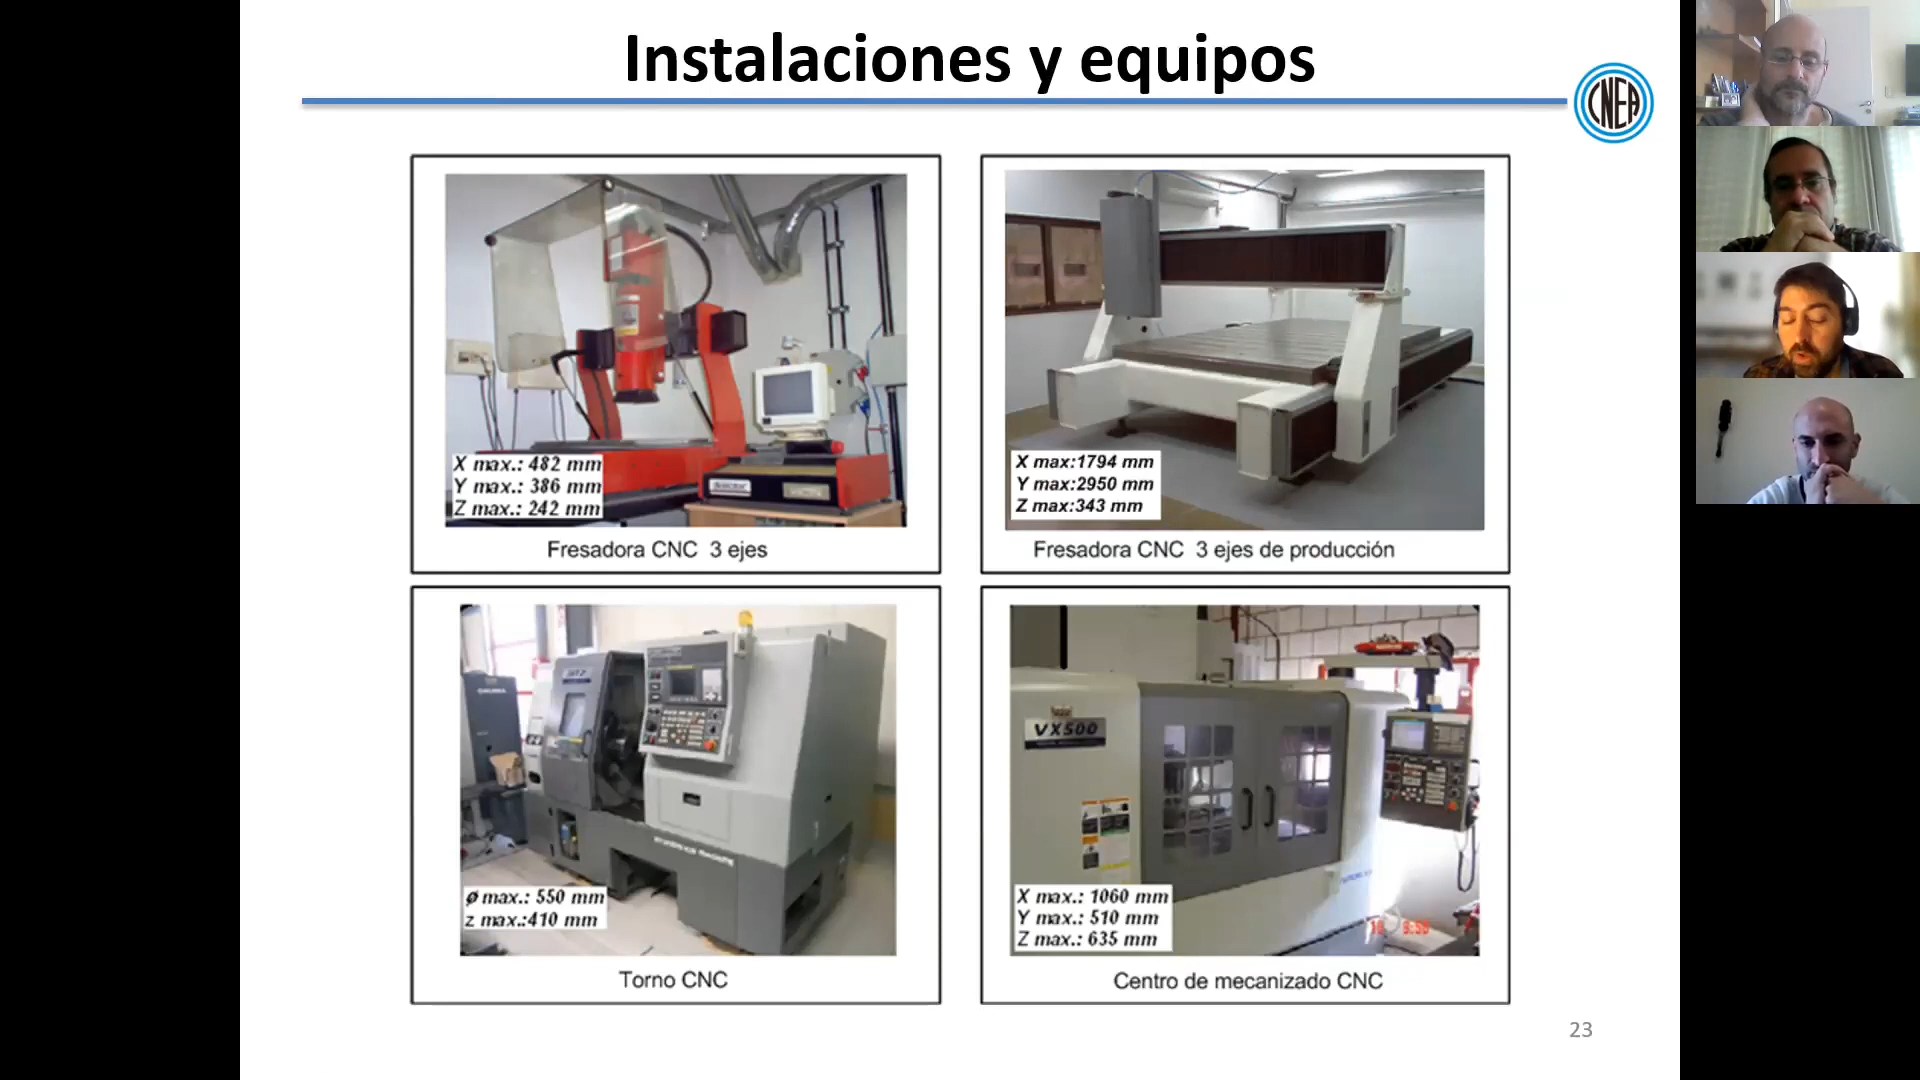 Instalaciones y equipos
CNEA
X max.: 482 mm
Y max.: 386 mm
Z max.: 242 mm
Fresadora CNC 3 ejes
X max:1794 mm
Y max:2950 mm
Z max:343 mm
Fresadora CNC 3 ejes de producción
ø max.: 550 mm
z max.:410 mm
Torno CNC
VX500
X max.: 1060 mm
Y max.: 510 mm
Z max.: 635 mm
Centro de mecanizado CNC
23